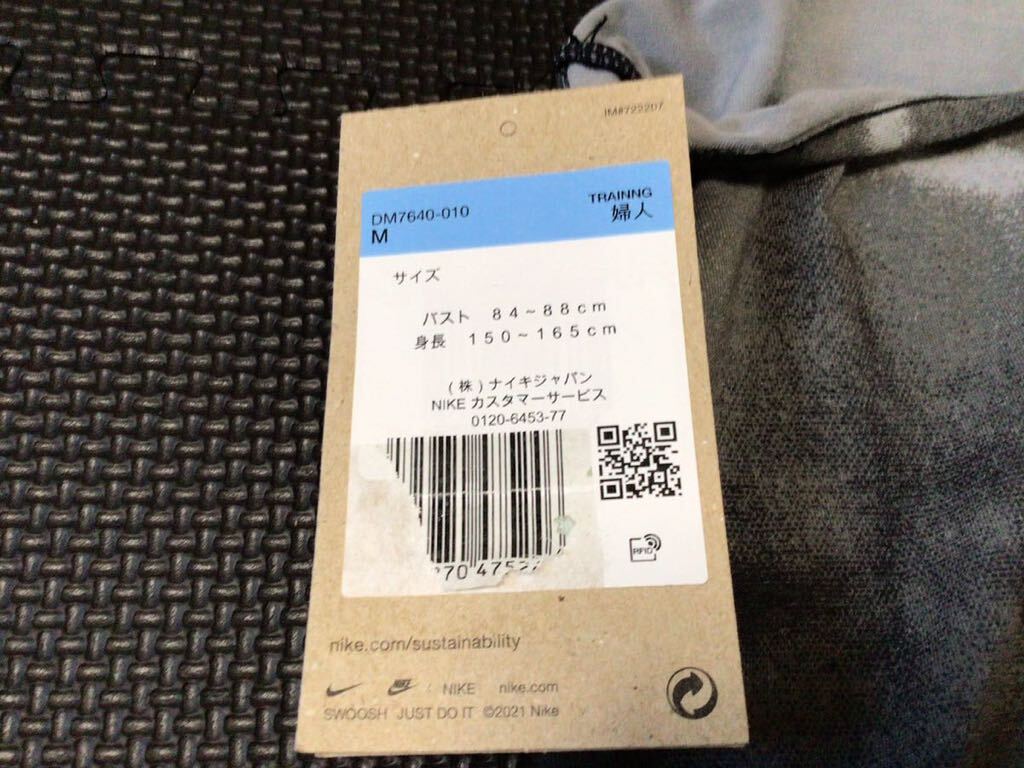 IM#722207
DM7640-010
M
TRAINNG
婦人
サイズ
バスト 84~88cm
身長 150~165cm
(株)ナイキジャパン
NIKE カスタマーサービス
0120-6453-77
RFID
nike.com/sustainability
NIKE nike.com
SWOOSH JUST DO IT ©2021 Nike